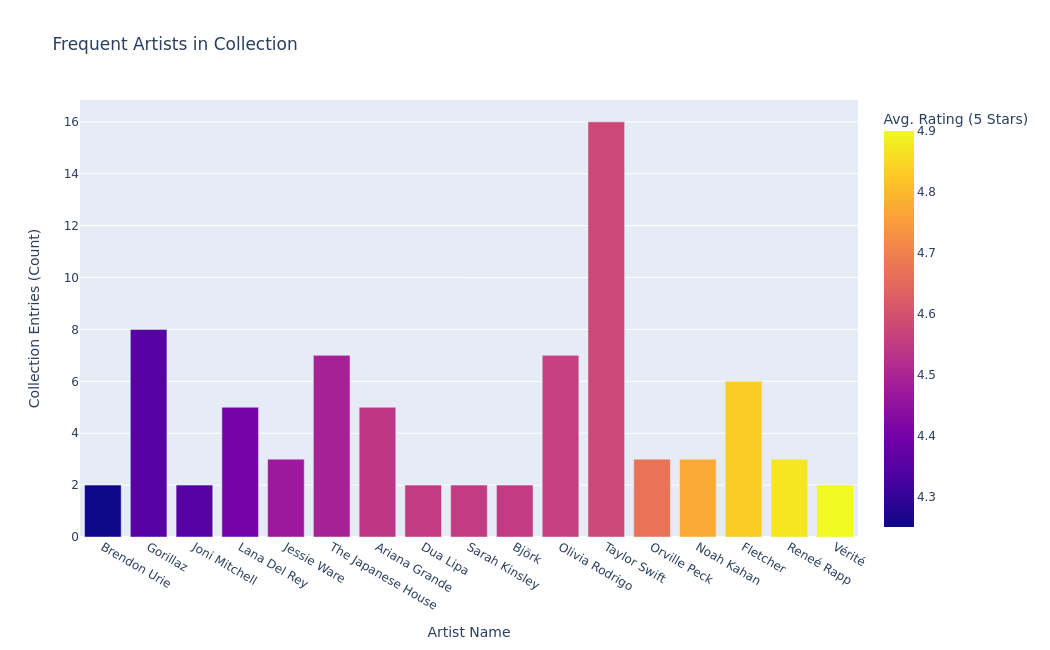 Frequent Artists in Collection
16
14
12
10
8
6
4
2
0
Collection Entries (Count)
Brendon Urie
Gorillaz
Joni Mitchell
Lana Del Rey
Jessie Ware
The Japanese House
Ariana Grande
Dua Lipa
Sarah Kinsley
Björk
Olivia Rodrigo
Taylor Swift
Orville Peck
Noah Kahan
Fletcher
Reneé Rapp
Vérité
Artist Name
Avg. Rating (5 Stars)
4.9
4.8
4.7
4.6
4.5
4.4
4.3